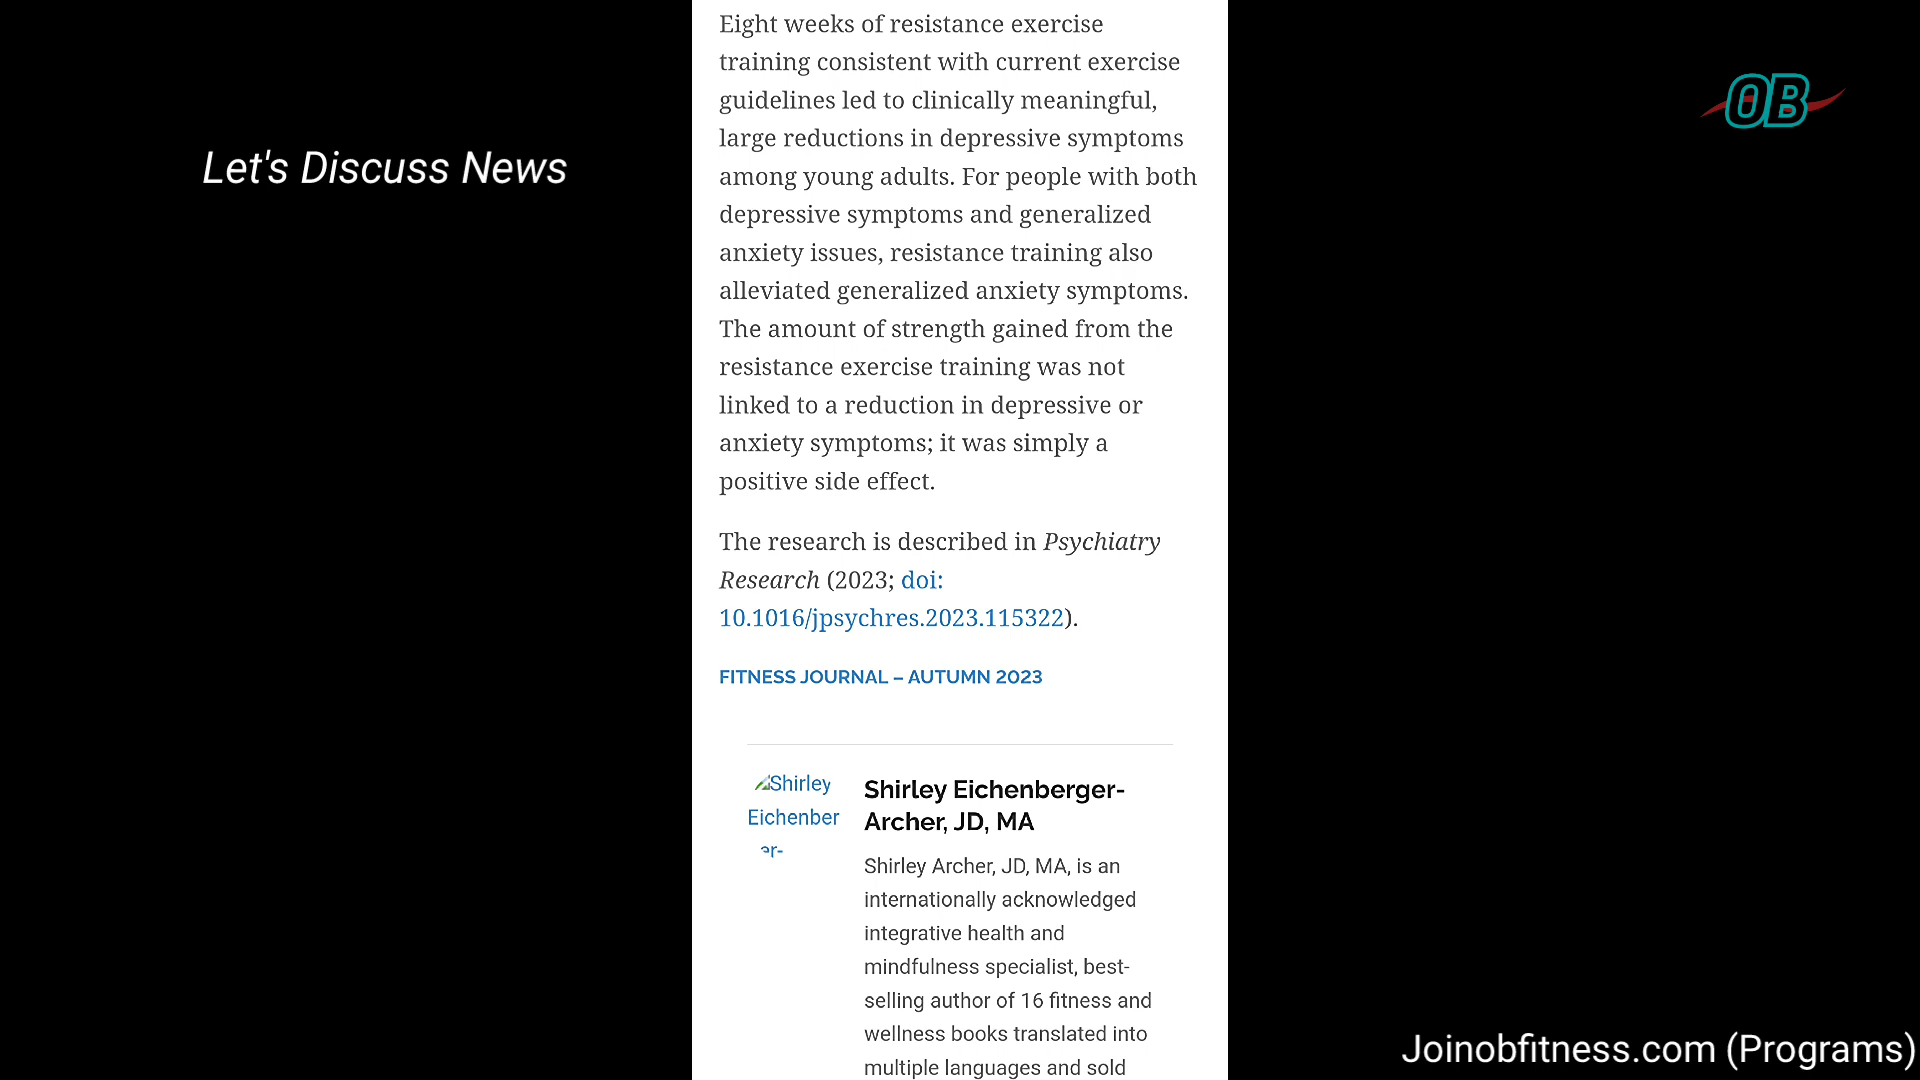 Let's Discuss News
OB
Eight weeks of resistance exercise
training consistent with current exercise
guidelines led to clinically meaningful,
large reductions in depressive symptoms
among young adults. For people with both
depressive symptoms and generalized
anxiety issues, resistance training also
alleviated generalized anxiety symptoms.
The amount of strength gained from the
resistance exercise training was not
linked to a reduction in depressive or
anxiety symptoms; it was simply a
positive side effect.
The research is described in Psychiatry
Research (2023; doi:
10.1016/jpsychres.2023.115322).
FITNESS JOURNAL – AUTUMN 2023
Shirley
Eichenber
er-
Shirley Eichenberger-
Archer, JD, MA
Shirley Archer, JD, MA, is an
internationally acknowledged
integrative health and
mindfulness specialist, best-
selling author of 16 fitness and
wellness books translated into
multiple languages and sold
Joinobfitness.com (Programs)